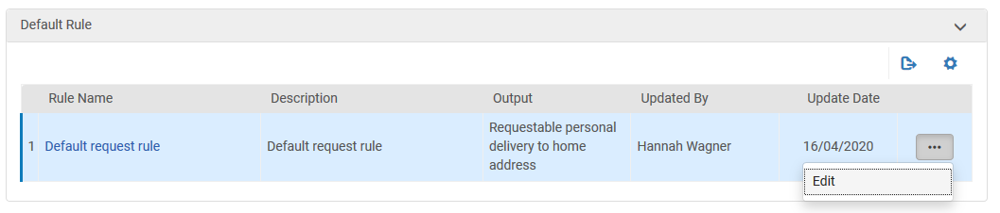 Default Rule
Rule Name Description Output Updated By Update Date
1 Default request rule Default request rule Requestable personal delivery to home address Hannah Wagner 16/04/2020
Edit